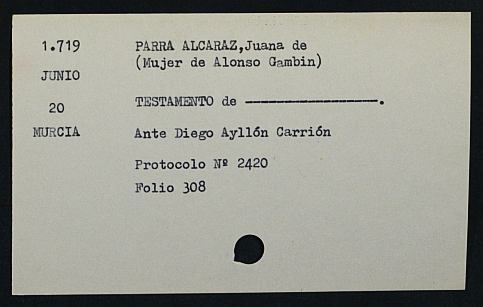 1.719 PARRA ALCARAZ,Juana de
(Mujer de Alonso Gambin)
JUNIO
20 TESTAMENTO de ------------------.
MURCIA Ante Diego Ayllón Carrión
Protocolo Nº 2420
Folio 308